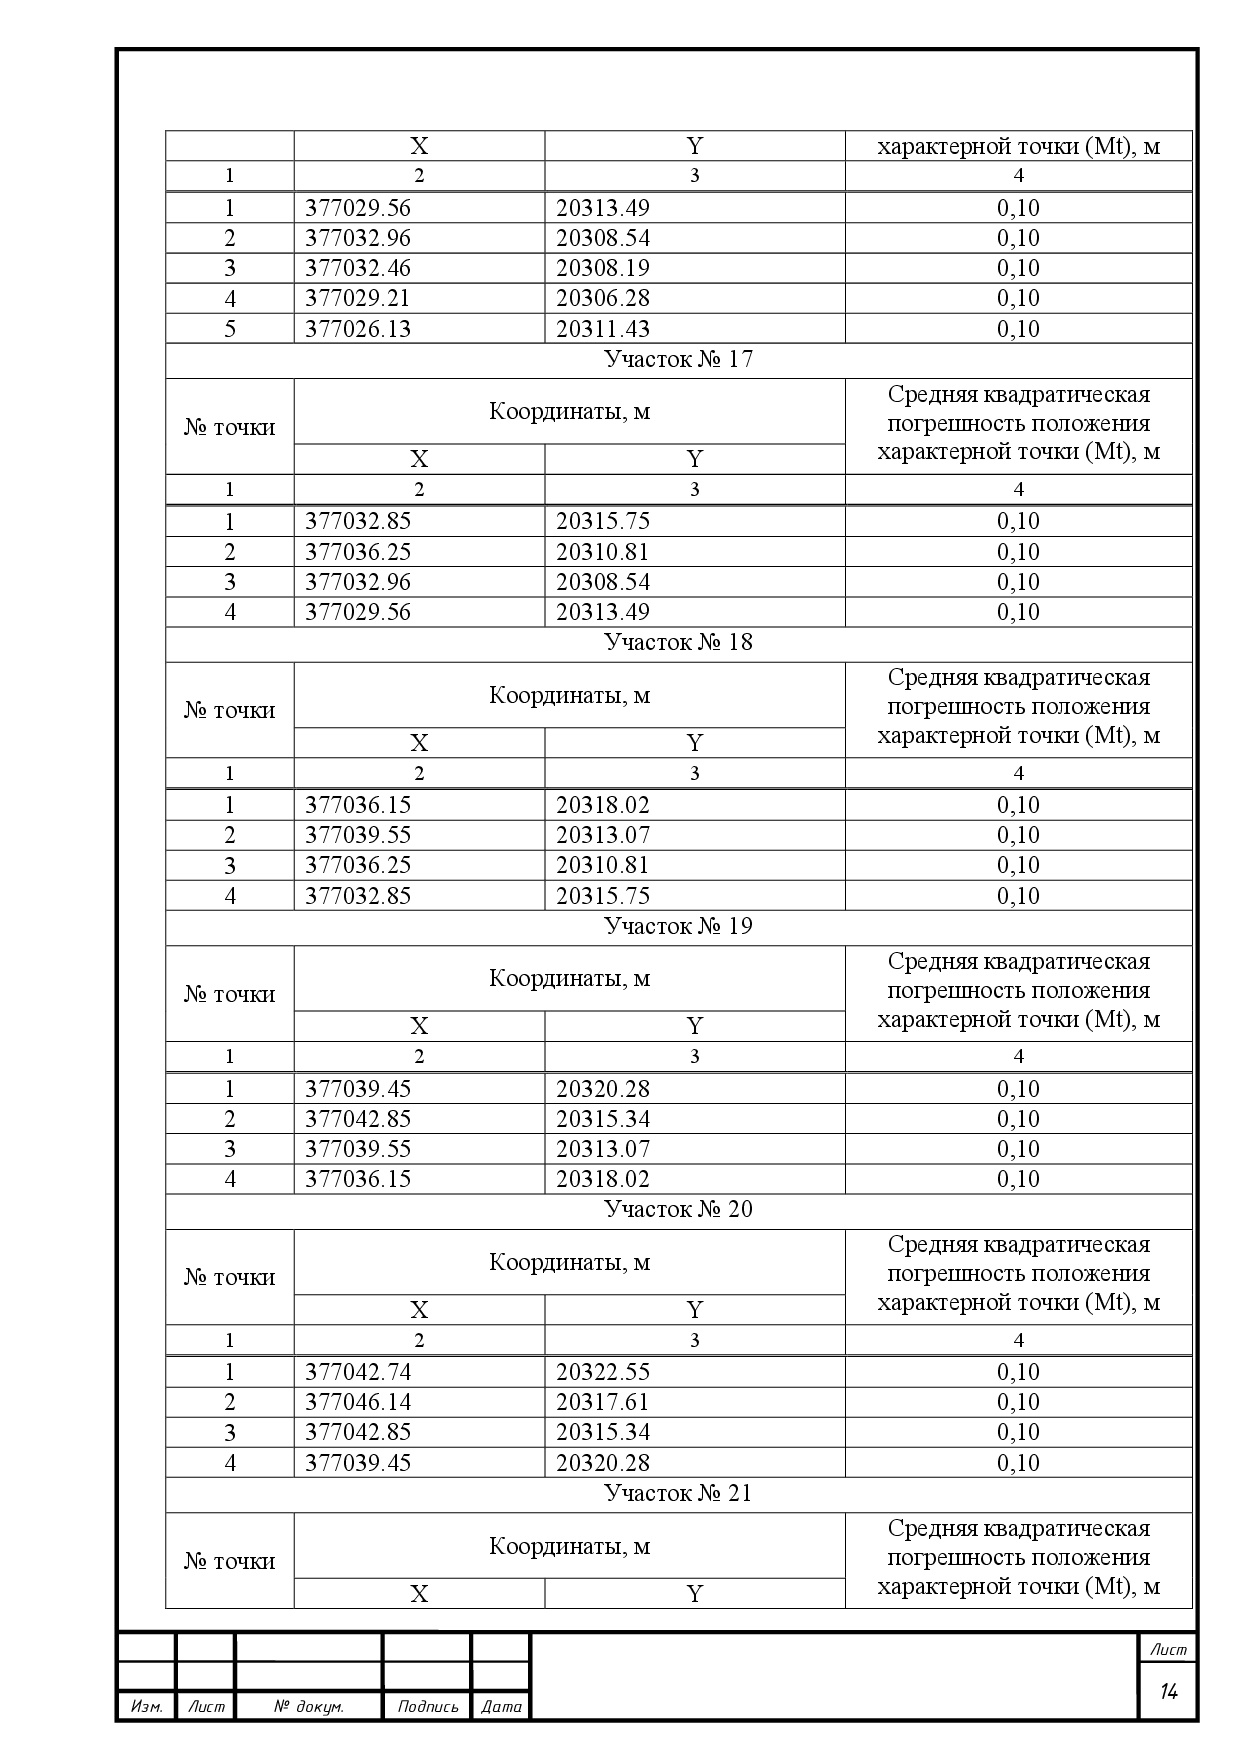 X Y характерной точки (Mt), м
1 2 3 4
1 377029.56 20313.49 0,10
2 377032.96 20308.54 0,10
3 377032.46 20308.19 0,10
4 377029.21 20306.28 0,10
5 377026.13 20311.43 0,10
Участок № 17
№ точки
Координаты, м
Средняя квадратическая
погрешность положения
характерной точки (Mt), м
X Y
1 2 3 4
1 377032.85 20315.75 0,10
2 377036.25 20310.81 0,10
3 377032.96 20308.54 0,10
4 377029.56 20313.49 0,10
Участок № 18
№ точки
Координаты, м
Средняя квадратическая
погрешность положения
характерной точки (Mt), м
X Y
1 2 3 4
1 377036.15 20318.02 0,10
2 377039.55 20313.07 0,10
3 377036.25 20310.81 0,10
4 377032.85 20315.75 0,10
Участок № 19
№ точки
Координаты, м
Средняя квадратическая
погрешность положения
характерной точки (Mt), м
X Y
1 2 3 4
1 377039.45 20320.28 0,10
2 377042.85 20315.34 0,10
3 377039.55 20313.07 0,10
4 377036.15 20318.02 0,10
Участок № 20
№ точки
Координаты, м
Средняя квадратическая
погрешность положения
характерной точки (Mt), м
X Y
1 2 3 4
1 377042.74 20322.55 0,10
2 377046.14 20317.61 0,10
3 377042.85 20315.34 0,10
4 377039.45 20320.28 0,10
Участок № 21
№ точки
Координаты, м
Средняя квадратическая
погрешность положения
характерной точки (Mt), м
X Y
Лист
14
Изм. Лист № докум. Подпись Дата